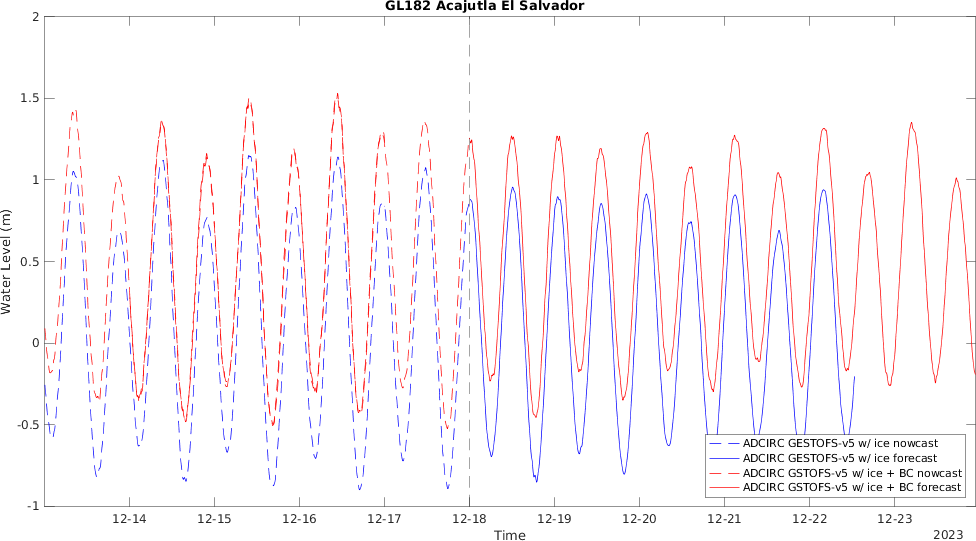 GL182 Acajutla El Salvador
2
1.5
1
0.5
0
-0.5
-1
Water Level (m)
12-14 12-15 12-16 12-17 12-18 12-19 12-20 12-21 12-22 12-23
Time
2023
ADCIRC GESTOFS-v5 w/ ice nowcast
ADCIRC GESTOFS-v5 w/ ice forecast
ADCIRC GSTOFS-v5 w/ ice + BC nowcast
ADCIRC GSTOFS-v5 w/ ice + BC forecast